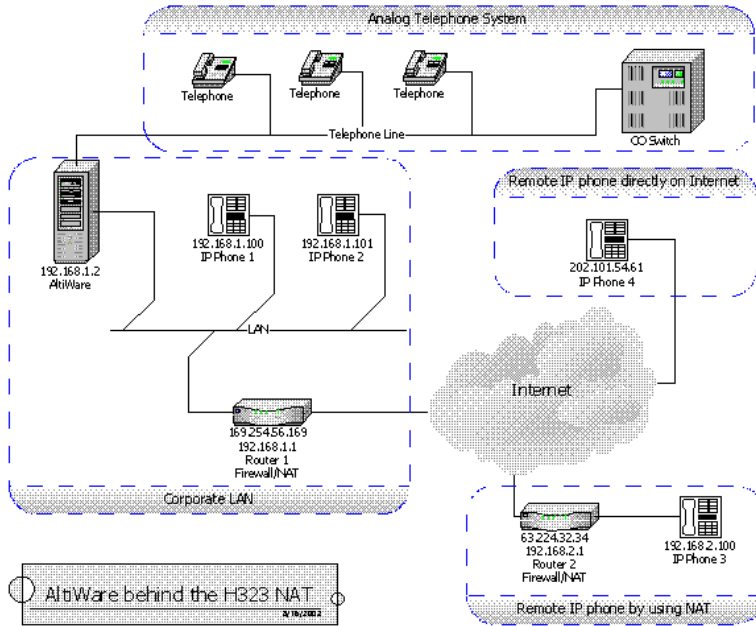 Analog Telephone System
Telephone
Telephone
Telephone
Telephone Line
CO Switch
192.168.1.2
AltiWare
192.168.1.100
IP Phone 1
192.168.1.101
IP Phone 2
LAN
169.254.56.169
192.168.1.1
Router 1
Firewall/NAT
Corporate LAN
Remote IP phone directly on Internet
202.101.54.61
IP Phone 4
Internet
63.224.32.34
192.168.2.1
Router 2
Firewall/NAT
192.168.2.100
IP Phone 3
Remote IP phone by using NAT
AltiWare behind the H323 NAT